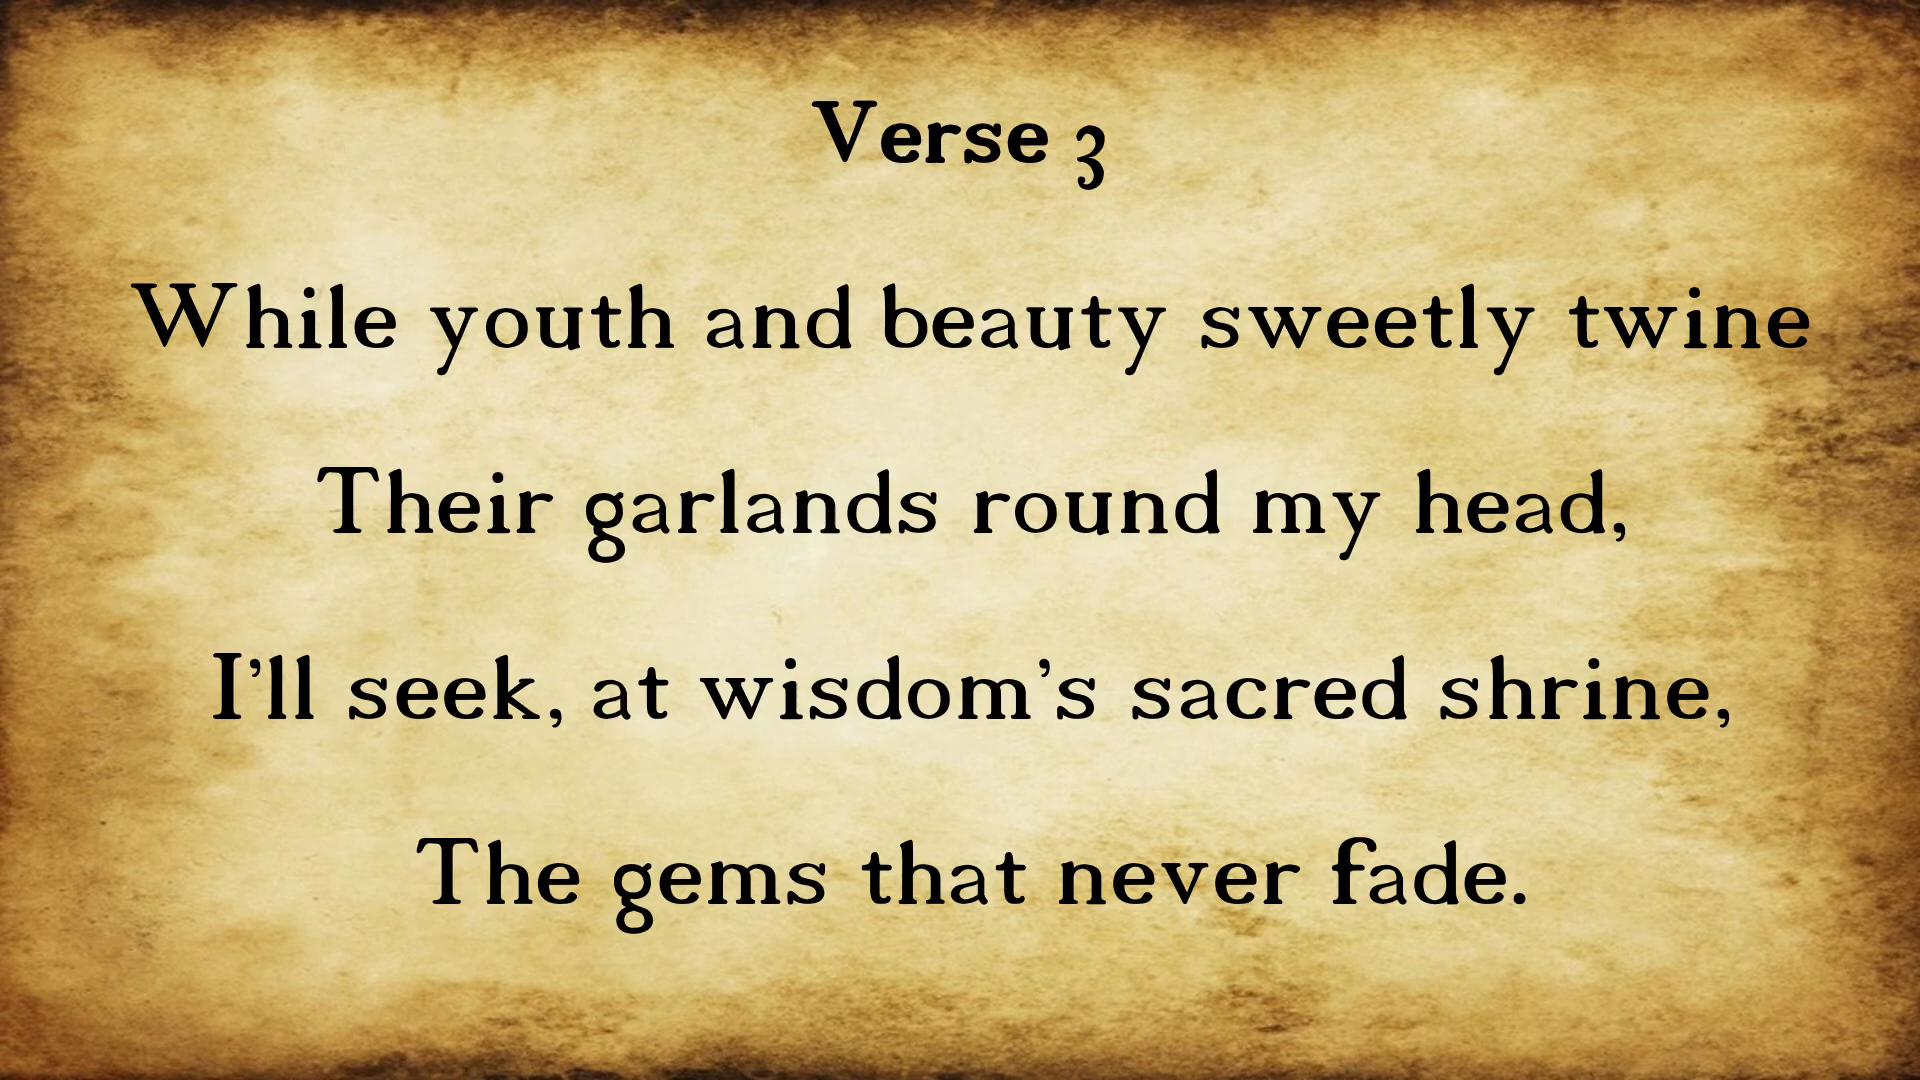 Verse 3
While youth and beauty sweetly twine
Their garlands round my head,
I’ll seek, at wisdom’s sacred shrine,
The gems that never fade.